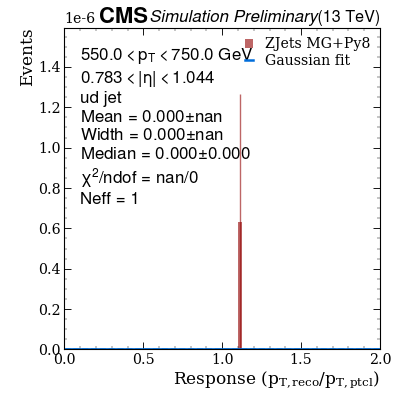 1e-6 CMS Simulation Preliminary (13 TeV)
Events
550.0 < pT < 750.0 GeV
0.783 < |η| < 1.044
ud jet
Mean = 0.000±nan
Width = 0.000±nan
Median = 0.000±0.000
χ²/ndof = nan/0
Neff = 1
ZJets MG+Py8
Gaussian fit
1.4
1.2
1.0
0.8
0.6
0.4
0.2
0.0
0.0 0.5 1.0 1.5 2.0
Response (pT,reco/pT,ptcl)